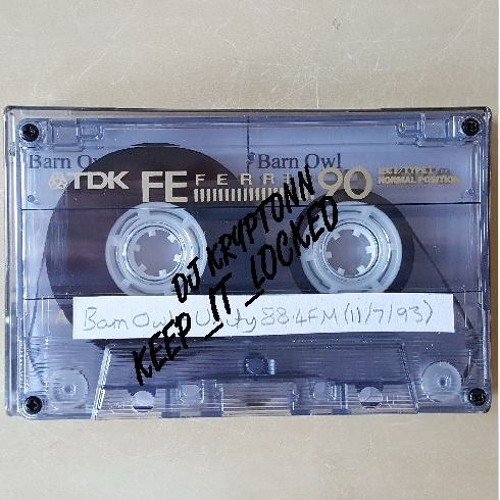 Barn Owl Barn Owl
TDK FE FERRIC 90 IEC I/TYPE I
NORMAL POSITION
DJ KRYPTONN
KEEP_IT_LOCKED
Barn Owl Unity 88.4FM (11/7/93)